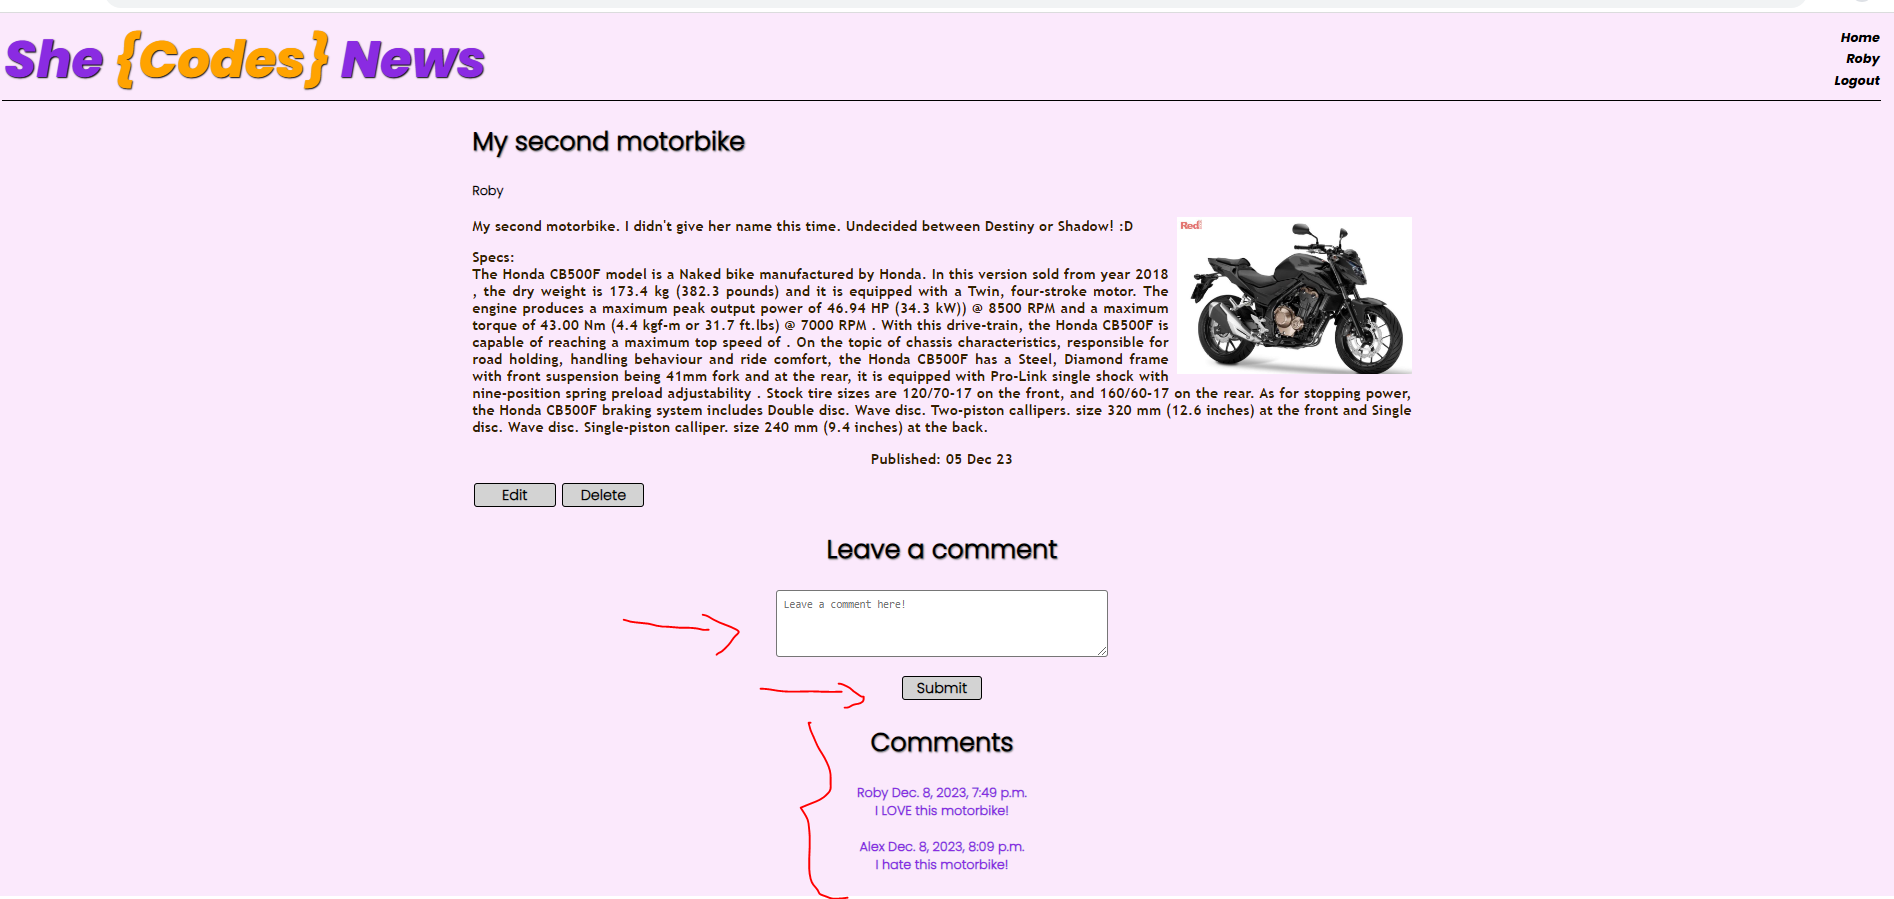 She {Codes} News
Home
Roby
Logout
My second motorbike
Roby
My second motorbike. I didn't give her name this time. Undecided between Destiny or Shadow! :D
Red
Specs:
The Honda CB500F model is a Naked bike manufactured by Honda. In this version sold from year 2018
, the dry weight is 173.4 kg (382.3 pounds) and it is equipped with a Twin, four-stroke motor. The
engine produces a maximum peak output power of 46.94 HP (34.3 kW)) @ 8500 RPM and a maximum
torque of 43.00 Nm (4.4 kgf-m or 31.7 ft.lbs) @ 7000 RPM . With this drive-train, the Honda CB500F is
capable of reaching a maximum top speed of . On the topic of chassis characteristics, responsible for
road holding, handling behaviour and ride comfort, the Honda CB500F has a Steel, Diamond frame
with front suspension being 41mm fork and at the rear, it is equipped with Pro-Link single shock with
nine-position spring preload adjustability . Stock tire sizes are 120/70-17 on the front, and 160/60-17 on the rear. As for stopping power,
the Honda CB500F braking system includes Double disc. Wave disc. Two-piston callipers. size 320 mm (12.6 inches) at the front and Single
disc. Wave disc. Single-piston calliper. size 240 mm (9.4 inches) at the back.
Published: 05 Dec 23
Edit Delete
Leave a comment
Leave a comment here!
Submit
Comments
Roby Dec. 8, 2023, 7:49 p.m.
I LOVE this motorbike!
Alex Dec. 8, 2023, 8:09 p.m.
I hate this motorbike!